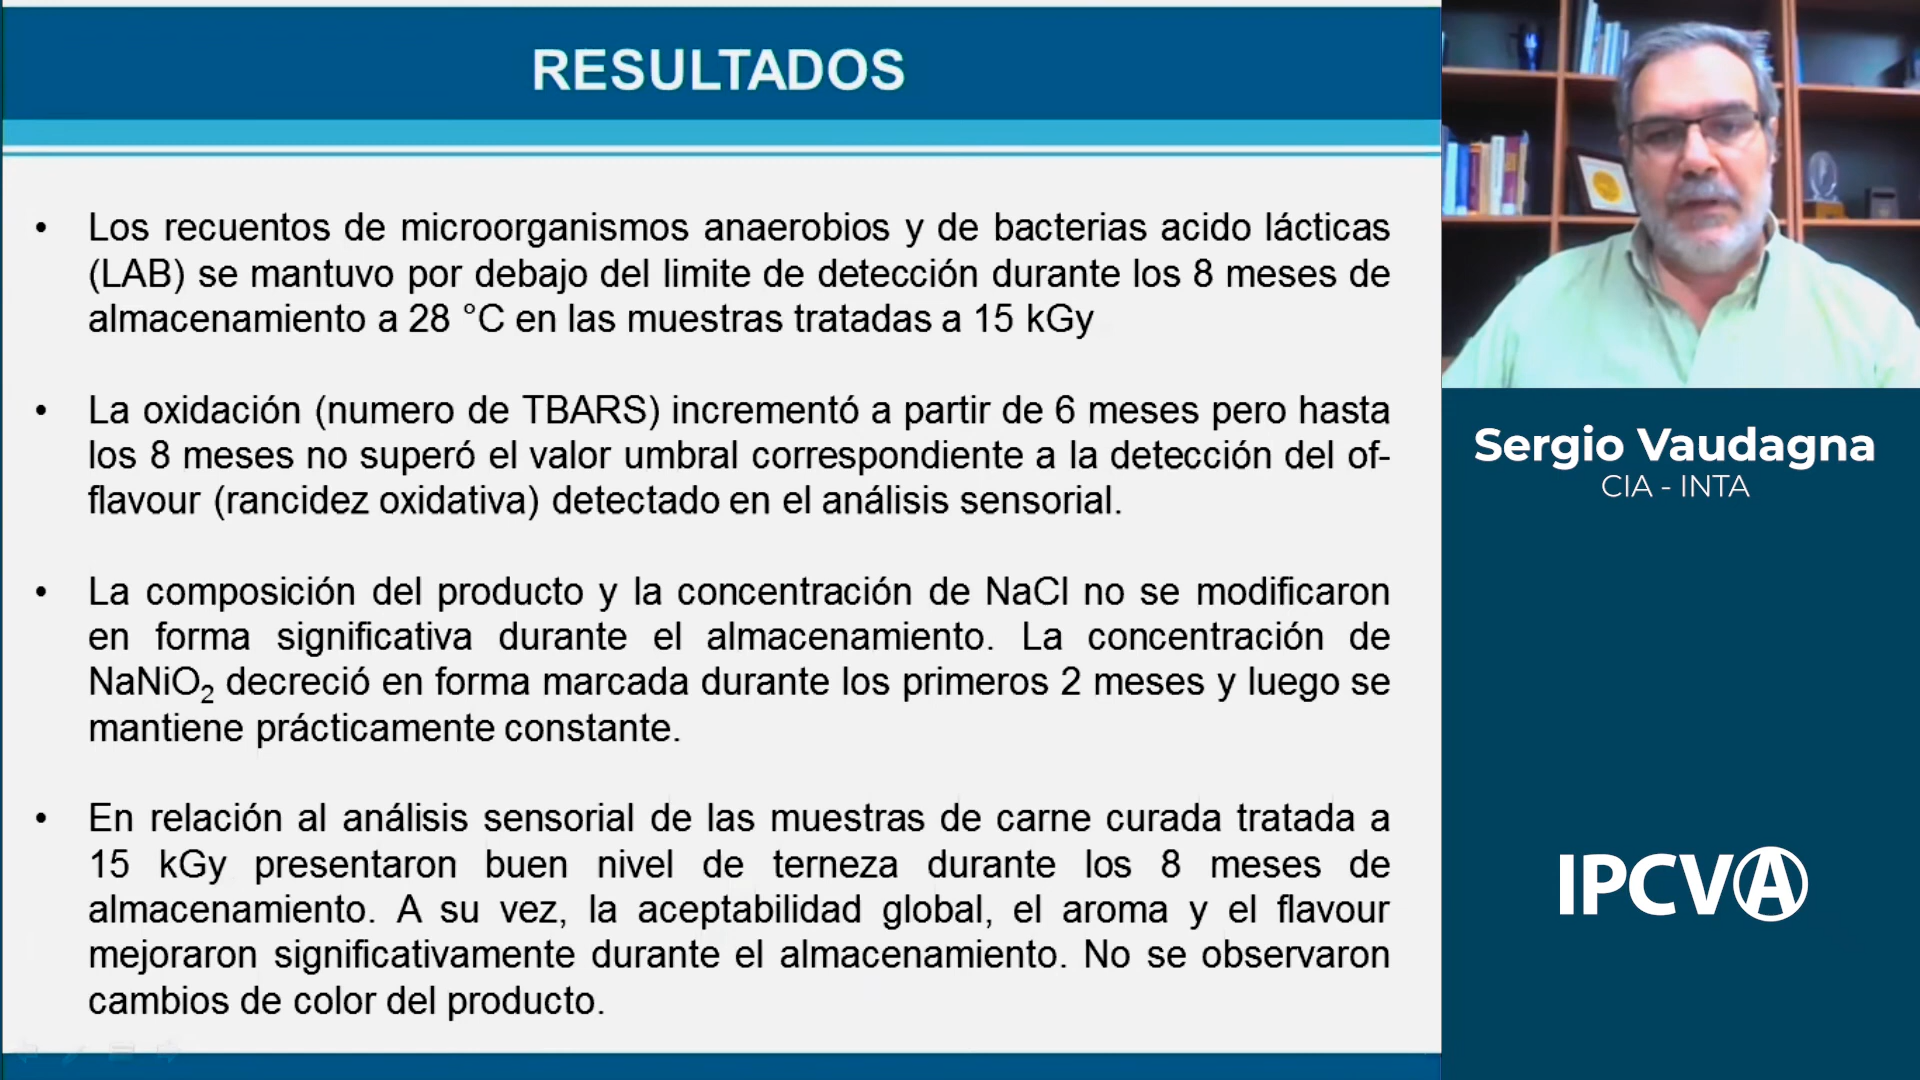 RESULTADOS
• Los recuentos de microorganismos anaerobios y de bacterias acido lácticas
(LAB) se mantuvo por debajo del limite de detección durante los 8 meses de
almacenamiento a 28 °C en las muestras tratadas a 15 kGy
• La oxidación (numero de TBARS) incrementó a partir de 6 meses pero hasta
los 8 meses no superó el valor umbral correspondiente a la detección del of-
flavour (rancidez oxidativa) detectado en el análisis sensorial.
• La composición del producto y la concentración de NaCl no se modificaron
en forma significativa durante el almacenamiento. La concentración de
NaNiO₂ decreció en forma marcada durante los primeros 2 meses y luego se
mantiene prácticamente constante.
• En relación al análisis sensorial de las muestras de carne curada tratada a
15 kGy presentaron buen nivel de terneza durante los 8 meses de
almacenamiento. A su vez, la aceptabilidad global, el aroma y el flavour
mejoraron significativamente durante el almacenamiento. No se observaron
cambios de color del producto.
Sergio Vaudagna
CIA - INTA
IPCVA